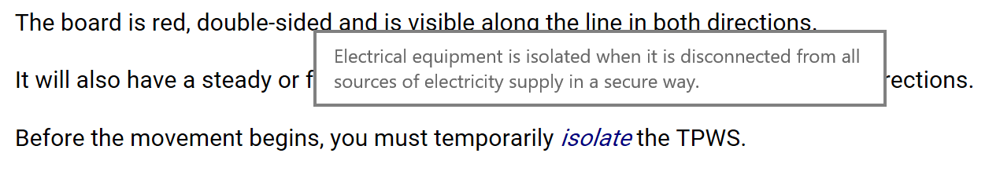 The board is red, double-sided and is visible along the line in both directions.
Electrical equipment is isolated when it is disconnected from all
sources of electricity supply in a secure way.
It will also have a steady or
Before the movement begins, you must temporarily isolate the TPWS.